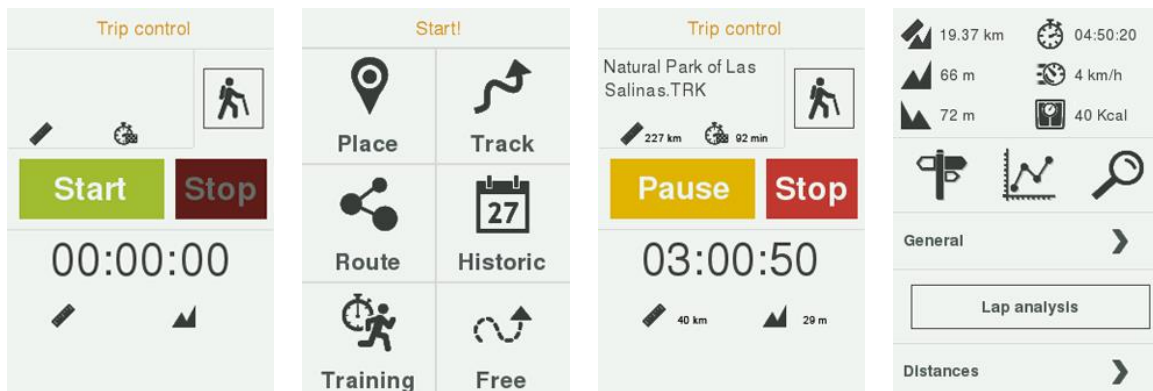 Trip control
Start
Stop
00:00:00
Start!
Place
Track
Route
27
Historic
Training
Free
Trip control
Natural Park of Las
Salinas.TRK
227 km
92 min
Pause
Stop
03:00:50
40 km
29 m
19.37 km
04:50:20
66 m
4 km/h
72 m
40 Kcal
General
Lap analysis
Distances